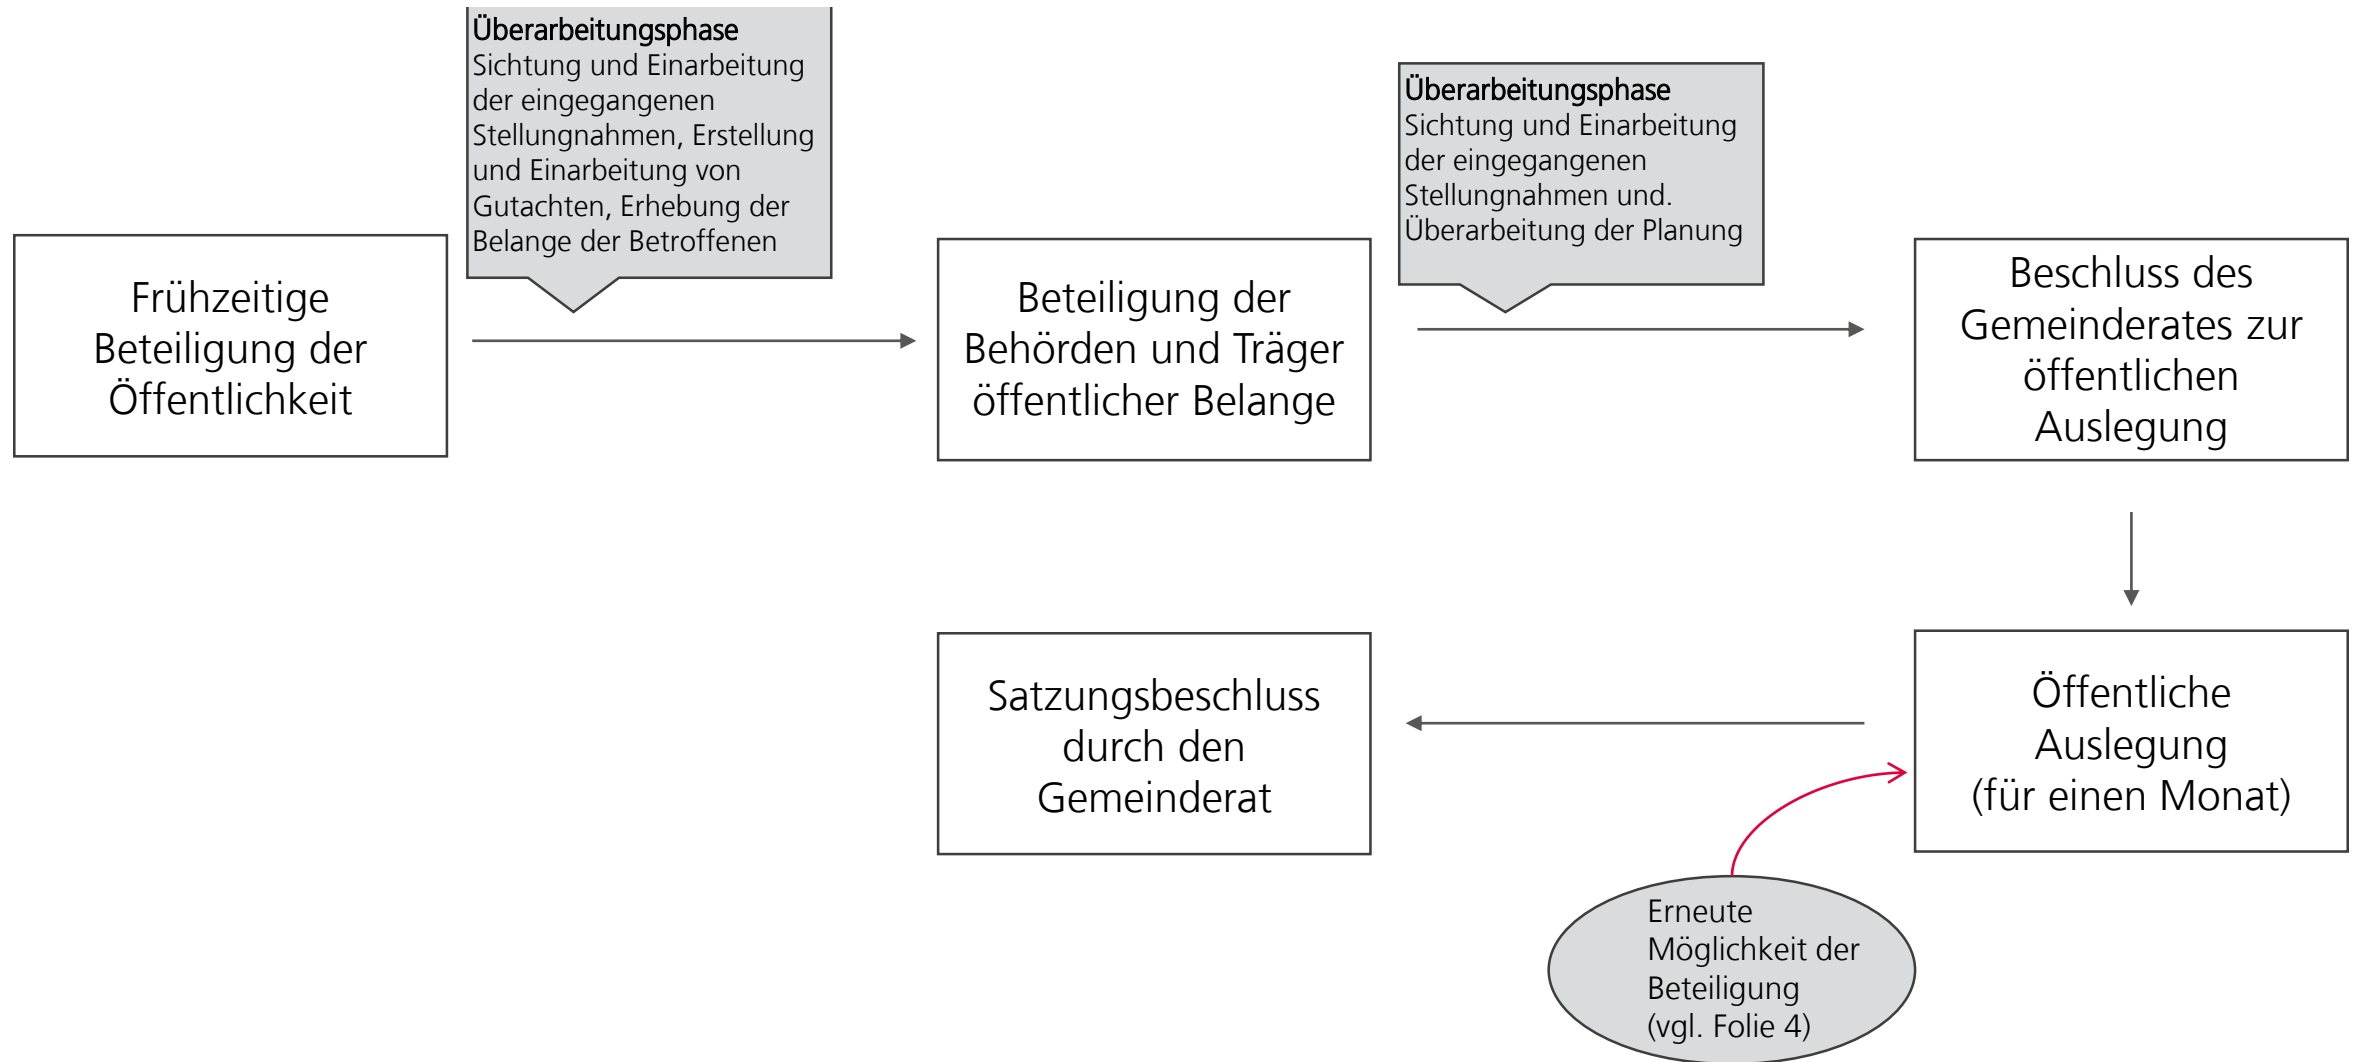 Überarbeitungsphase
Sichtung und Einarbeitung
der eingegangenen
Stellungnahmen, Erstellung
und Einarbeitung von
Gutachten, Erhebung der
Belange der Betroffenen
Überarbeitungsphase
Sichtung und Einarbeitung
der eingegangenen
Stellungnahmen und.
Überarbeitung der Planung
Frühzeitige
Beteiligung der
Öffentlichkeit
Beteiligung der
Behörden und Träger
öffentlicher Belange
Beschluss des
Gemeinderates zur
öffentlichen
Auslegung
Öffentliche
Auslegung
(für einen Monat)
Satzungsbeschluss
durch den
Gemeinderat
Erneute
Möglichkeit der
Beteiligung
(vgl. Folie 4)